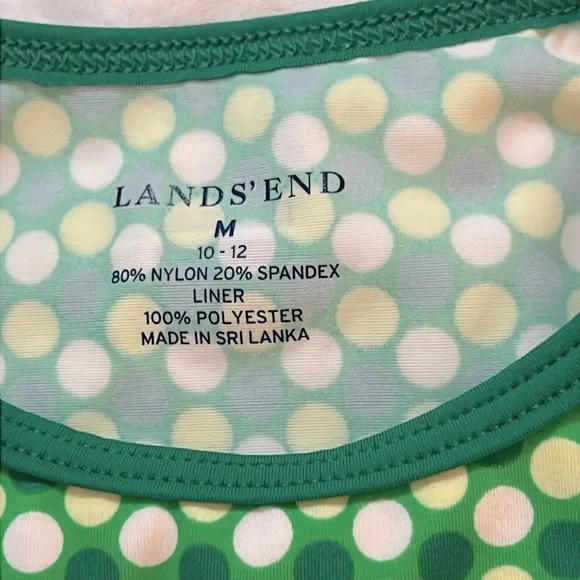 LANDS' END
M
10 - 12
80% NYLON 20% SPANDEX
LINER
100% POLYESTER
MADE IN SRI LANKA